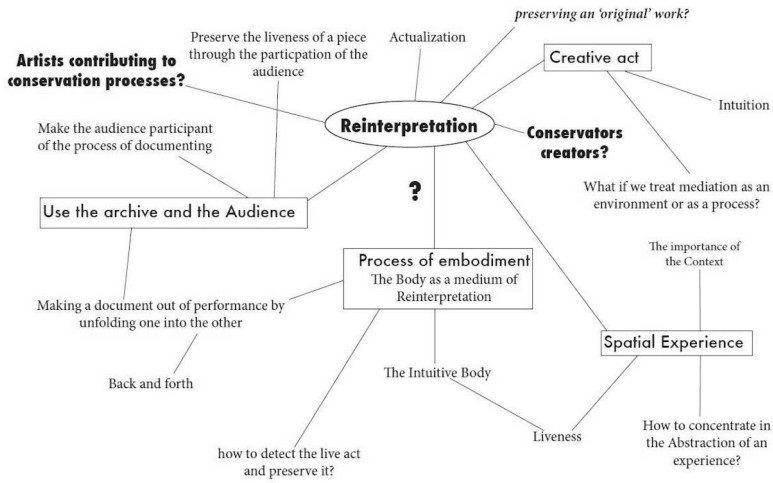 preserving an 'original' work?
Preserve the liveness of a piece
through the particpation of the
audience
Actualization
Artists contributing to
conservation processes?
Creative act
Intuition
Reinterpretation
Conservators
creators?
Make the audience participant
of the process of documenting
?
What if we treat mediation as an
environment or as a process?
Use the archive and the Audience
The importance of
the Context
Process of embodiment
The Body as a medium of
Reinterpretation
Making a document out of performance by
unfolding one into the other
Spatial Experience
Back and forth
The Intuitive Body
Liveness
How to concentrate in
the Abstraction of an
experience?
how to detect the live act
and preserve it?